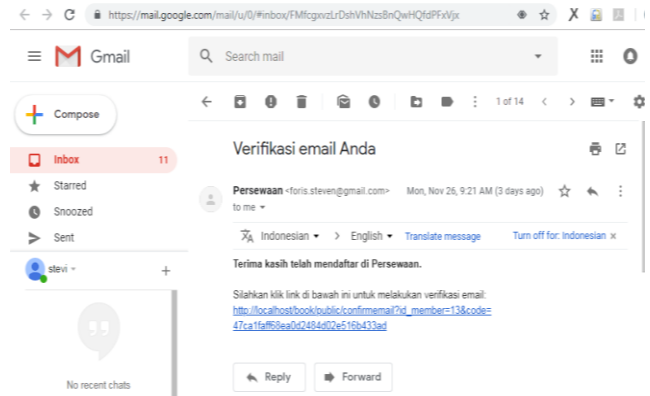 https://mail.google.com/mail/u/0/#inbox/FMfcgxvzLrDshVhNzsBnQwHQfdPFxVjx
Gmail
Search mail
Compose
1 of 14
Inbox 11
Starred
Snoozed
Sent
stevi
No recent chats
Verifikasi email Anda
Persewaan <foris.steven@gmail.com> Mon, Nov 26, 9:21 AM (3 days ago)
to me
Indonesian > English Translate message Turn off for: Indonesian x
Terima kasih telah mendaftar di Persewaan.
Silahkan klik link di bawah ini untuk melakukan verifikasi email:
http://localhost/book/public/confirmemail?id_member=13&code=
47ca1faff68ea0d2484d02e516b433ad
Reply Forward